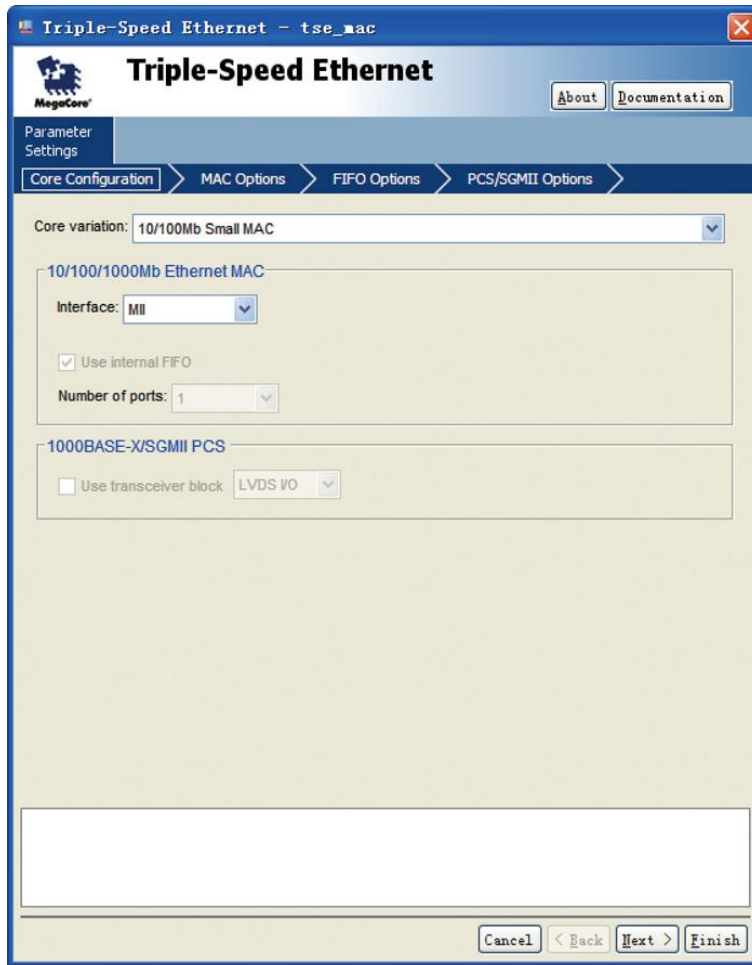 Triple-Speed Ethernet - tse_mac
Triple-Speed Ethernet
MegaCore®
About Documentation
Parameter
Settings
Core Configuration MAC Options FIFO Options PCS/SGMII Options
Core variation: 10/100Mb Small MAC
10/100/1000Mb Ethernet MAC
Interface: MII
Use internal FIFO
Number of ports: 1
1000BASE-X/SGMII PCS
Use transceiver block LVDS I/O
Cancel < Back Next > Finish